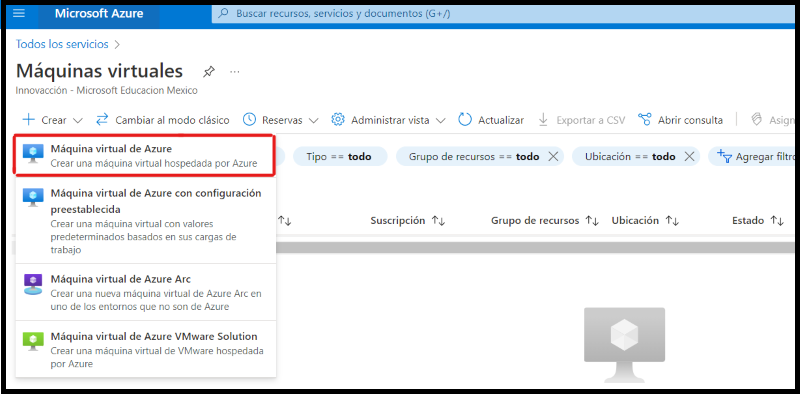 Microsoft Azure
Buscar recursos, servicios y documentos (G+/)
Todos los servicios
Máquinas virtuales
Innovacción - Microsoft Educacion Mexico
Crear
Cambiar al modo clásico
Reservas
Administrar vista
Actualizar
Exportar a CSV
Abrir consulta
Asign
Máquina virtual de Azure
Crear una máquina virtual hospedada por Azure
Tipo == todo
Grupo de recursos == todo
Ubicación == todo
Agregar filtro
Máquina virtual de Azure con configuración
preestablecida
Crear una máquina virtual con valores
predeterminados basados en sus cargas de
trabajo
Suscripción
Grupo de recursos
Ubicación
Estado
Máquina virtual de Azure Arc
Crear una nueva máquina virtual de Azure Arc en
uno de los entornos que no son de Azure
Máquina virtual de Azure VMware Solution
Crear una máquina virtual de VMware hospedada
por Azure